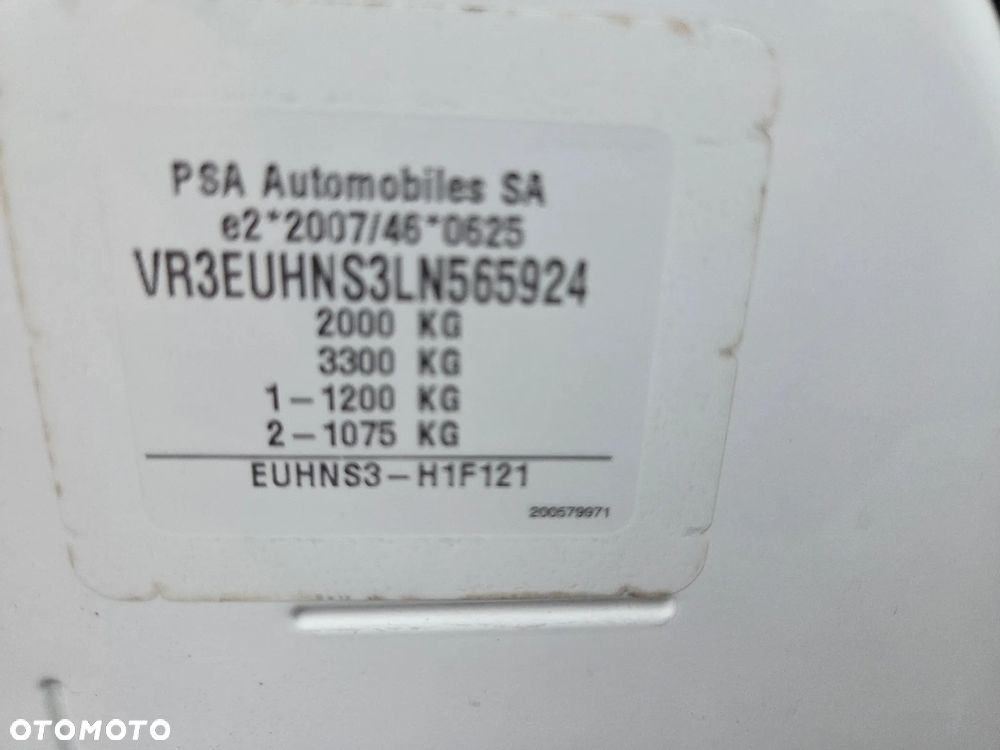 PSA Automobiles SA
e2*2007/46*0625
VR3EUHNS3LN565924
2000 KG
3300 KG
1-1200 KG
2-1075 KG
EUHNS3-H1F121
200579971
OTOMOTO